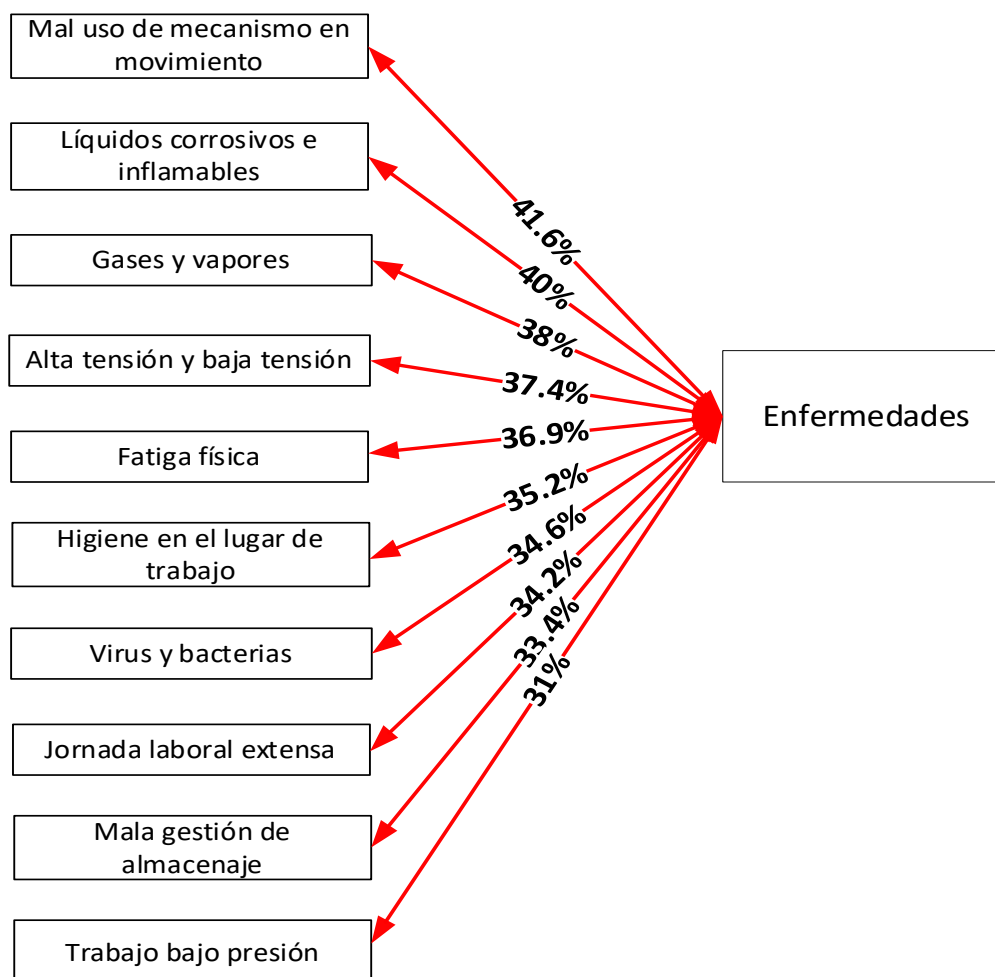 Mal uso de mecanismo en
movimiento
Líquidos corrosivos e
inflamables
Gases y vapores
Alta tensión y baja tensión
Fatiga física
Higiene en el lugar de
trabajo
Virus y bacterias
Jornada laboral extensa
Mala gestión de
almacenaje
Trabajo bajo presión
41.6%
40%
38%
37.4%
36.9%
35.2%
34.6%
34.2%
33.4%
31%
Enfermedades